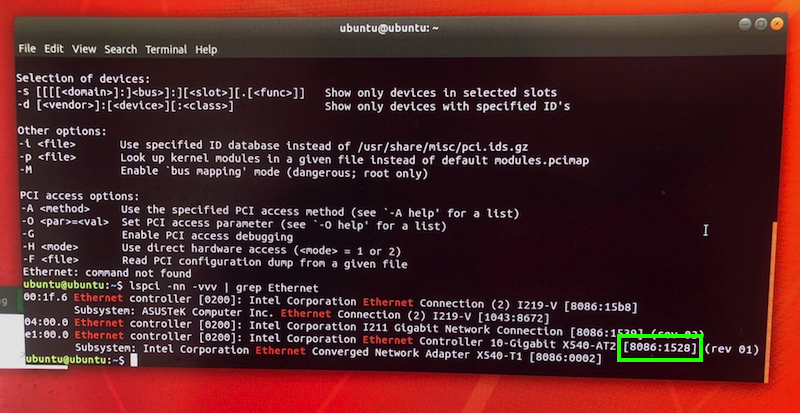 ubuntu@ubuntu: ~
File Edit View Search Terminal Help
Selection of devices:
-s [[[[<domain>]:]<bus>]:][<slot>][.[<func>]] Show only devices in selected slots
-d [<vendor>]:[<device>][:<class>] Show only devices with specified ID's
Other options:
-i <file> Use specified ID database instead of /usr/share/misc/pci.ids.gz
-p <file> Look up kernel modules in a given file instead of default modules.pcimap
-M Enable `bus mapping' mode (dangerous; root only)
PCI access options:
-A <method> Use the specified PCI access method (see `-A help' for a list)
-O <par>=<val> Set PCI access parameter (see `-O help' for a list)
-G Enable PCI access debugging
-H <mode> Use direct hardware access (<mode> = 1 or 2)
-F <file> Read PCI configuration dump from a given file
Ethernet: command not found
ubuntu@ubuntu:~$ lspci -nn -vvv | grep Ethernet
00:1f.6 Ethernet controller [0200]: Intel Corporation Ethernet Connection (2) I219-V [8086:15b8]
Subsystem: ASUSTeK Computer Inc. Ethernet Connection (2) I219-V [1043:8672]
04:00.0 Ethernet controller [0200]: Intel Corporation I211 Gigabit Network Connection [8086:1539] (rev 03)
e1:00.0 Ethernet controller [0200]: Intel Corporation Ethernet Controller 10-Gigabit X540-AT2 [8086:1528] (rev 01)
Subsystem: Intel Corporation Ethernet Converged Network Adapter X540-T1 [8086:0002]
ubuntu@ubuntu:~$